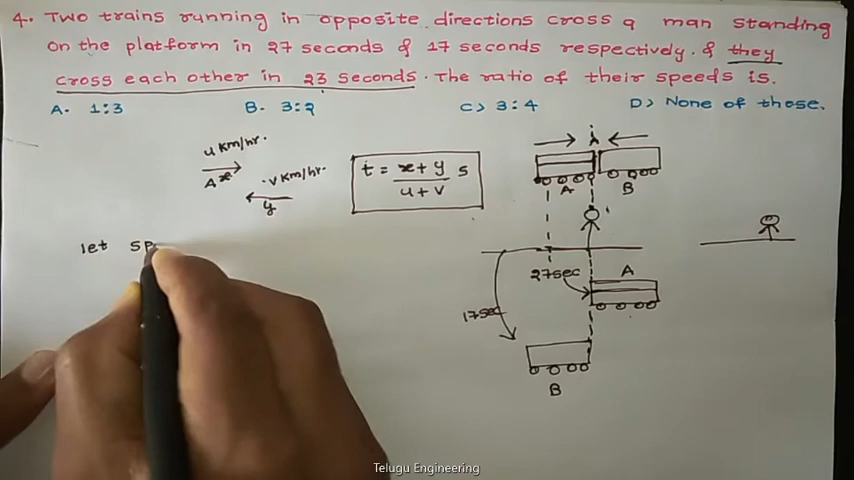 4. Two trains running in opposite directions cross a man standing
on the platform in 27 seconds & 17 seconds respectively. & they
cross each other in 23 seconds. The ratio of their speeds is.
A. 1:3 B. 3:2 C) 3:4 D) None of those.
u km/hr.
A x
v km/hr.
y
t = x+y / u+v s
A B
let sp
27sec A
17sec
B
Telugu Engineering